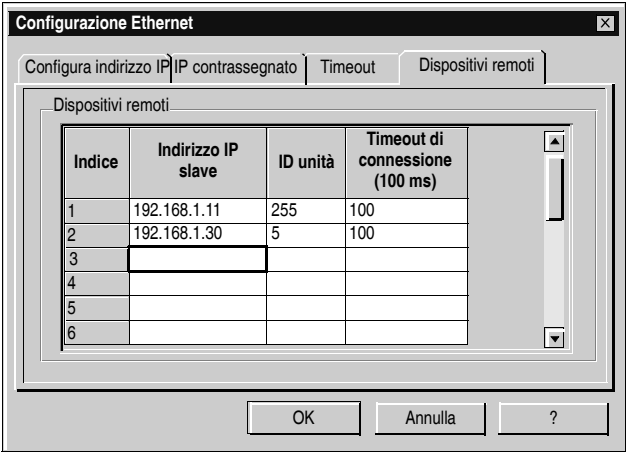 Configurazione Ethernet
Configura indirizzo IP IP contrassegnato Timeout Dispositivi remoti
Dispositivi remoti
Indice Indirizzo IP slave ID unità Timeout di connessione (100 ms)
1 192.168.1.11 255 100
2 192.168.1.30 5 100
3
4
5
6
OK Annulla ?